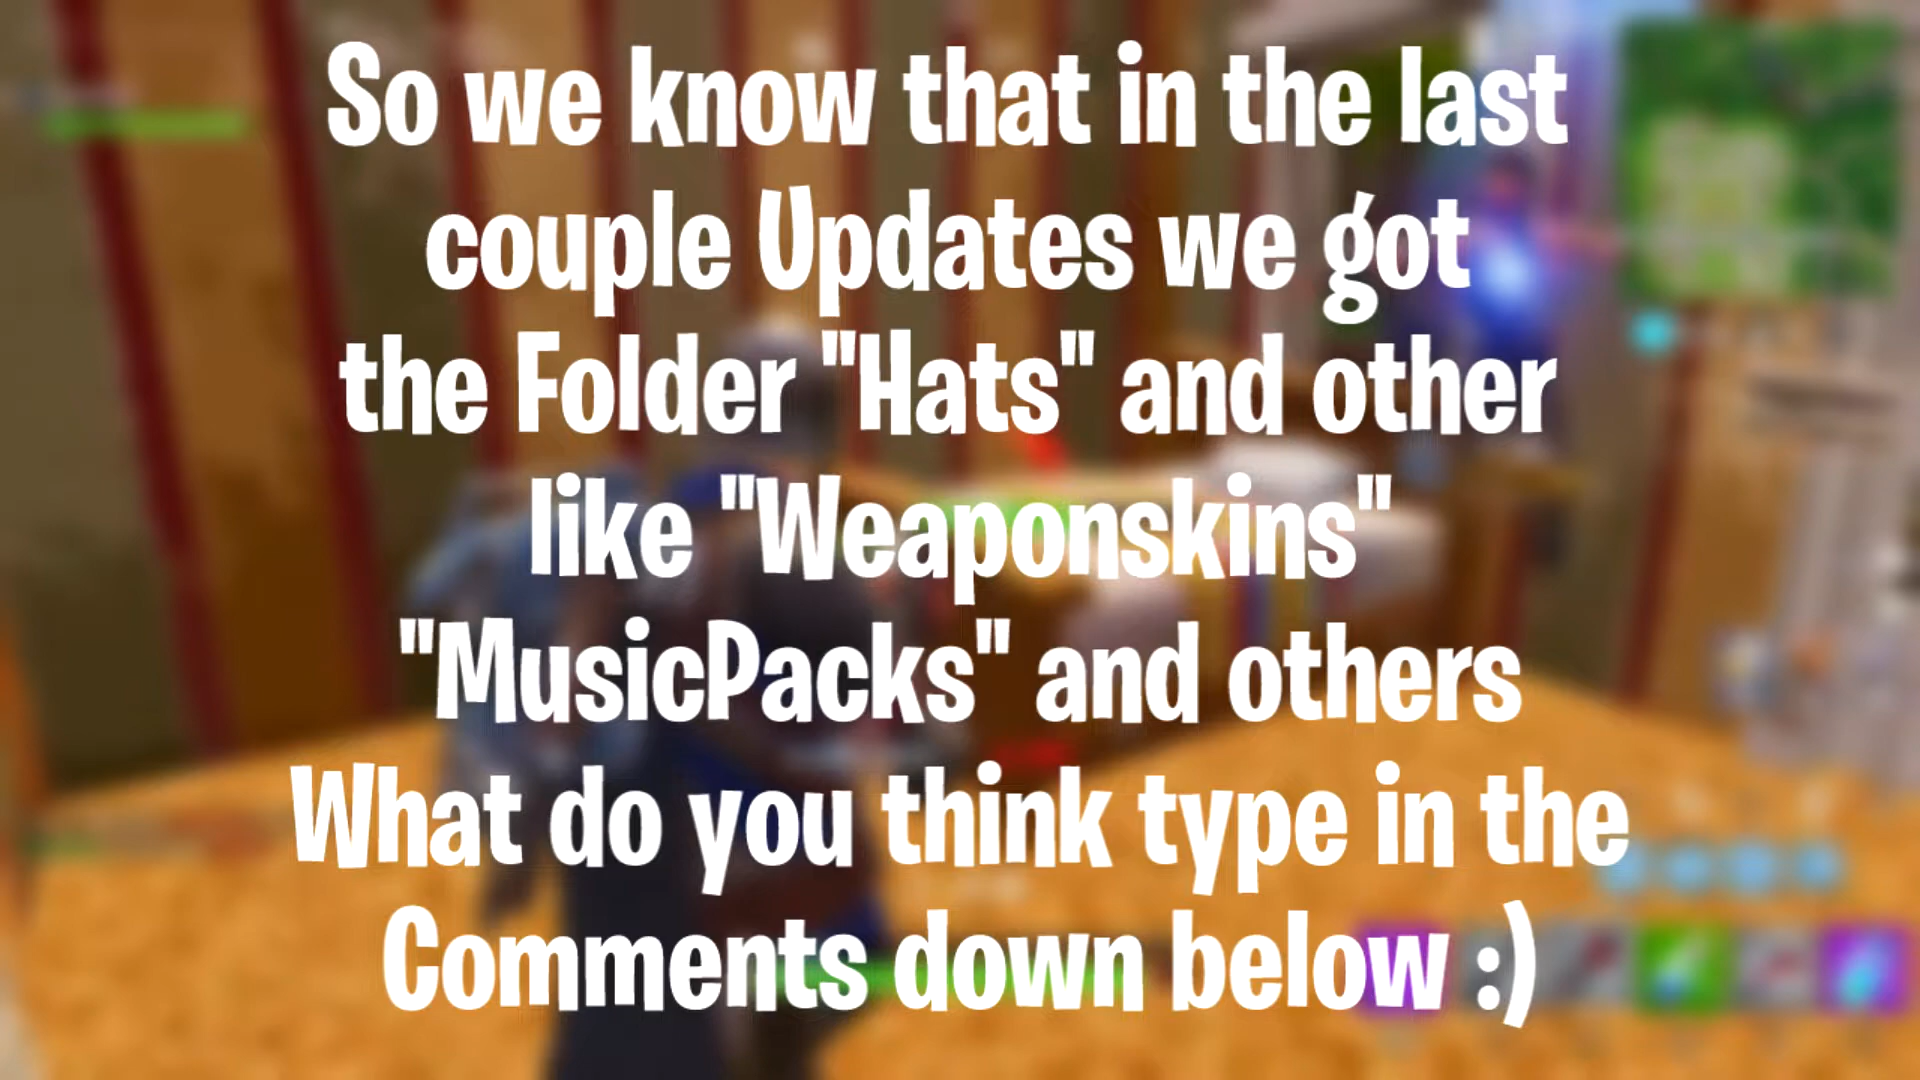 So we know that in the last
couple Updates we got
the Folder "Hats" and other
like "Weaponskins"
"MusicPacks" and others
What do you think type in the
Comments down below :)